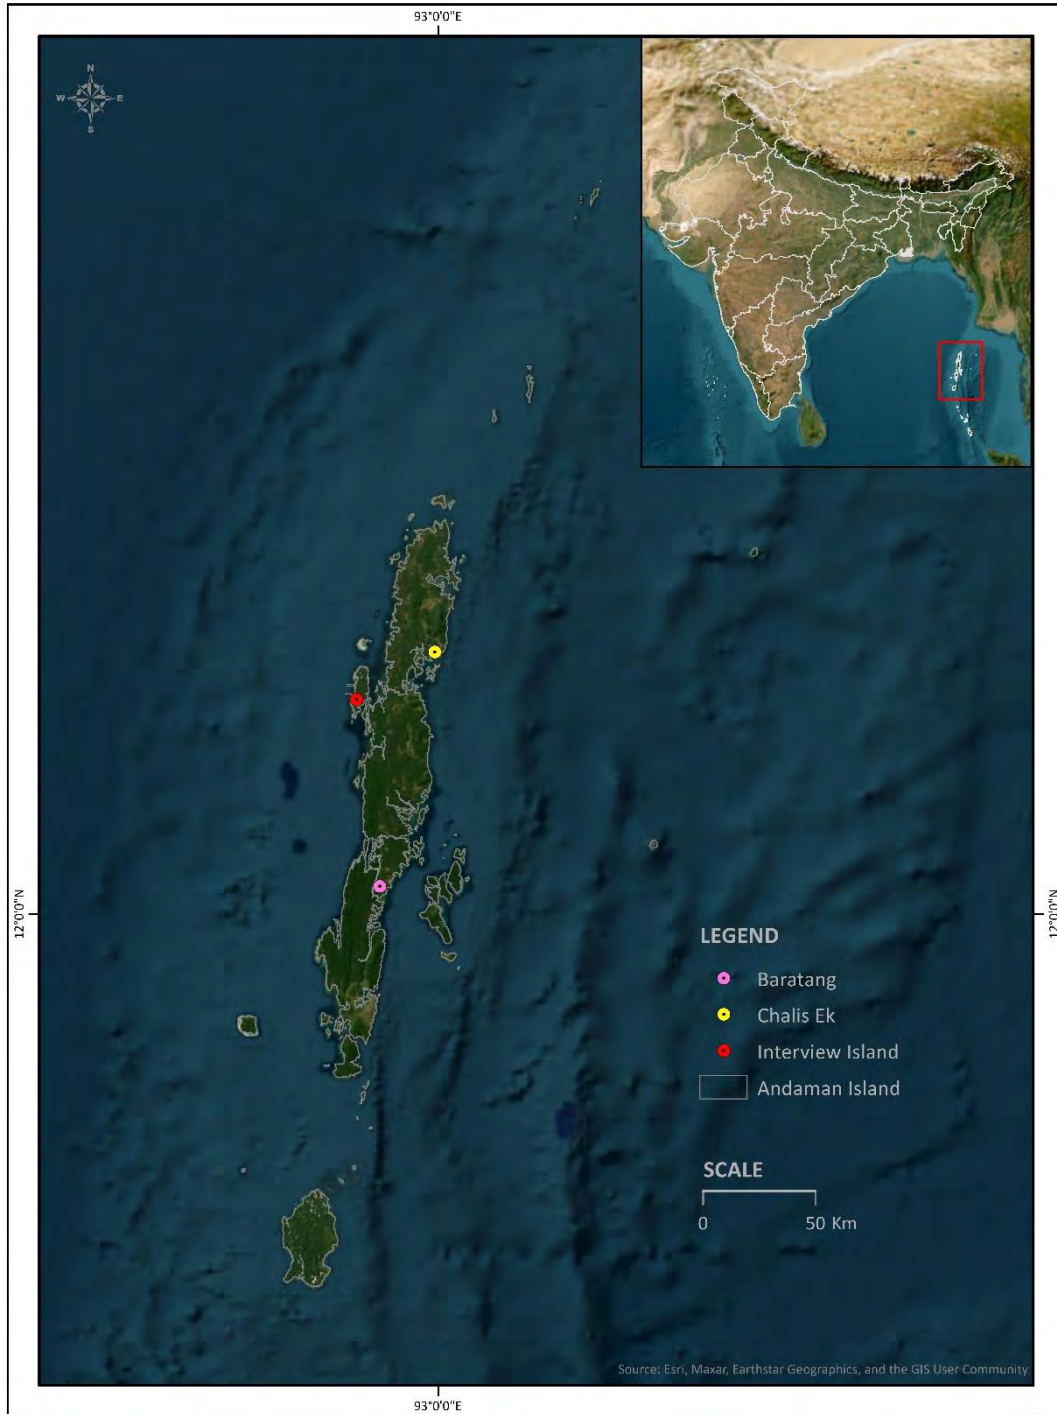 93°0'0"E
N
W E
S
12°0'0"N
12°0'0"N
LEGEND
Baratang
Chalis Ek
Interview Island
Andaman Island
SCALE
0 50 Km
Source: Esri, Maxar, Earthstar Geographics, and the GIS User Community
93°0'0"E